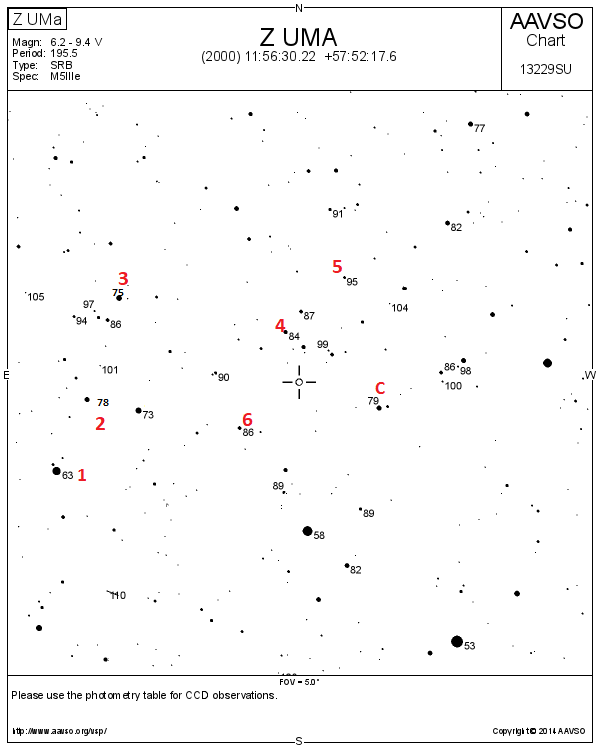 N
Z UMa
Magn: 6.2 - 9.4 V
Period: 195.5
Type: SRB
Spec: M5IIIe
Z UMA
(2000) 11:56:30.22 +57:52:17.6
AAVSO
Chart
13229SU
77
91
82
5
95
3
75
105
97
94
86
104
87
4
84
99
86
98
100
E
W
101
90
C
79
78
2
73
6
86
63
1
89
89
58
82
110
53
FOV = 5.0°
Please use the photometry table for CCD observations.
http://www.aavso.org/vsp/
Copyright © 2014 AAVSO
S